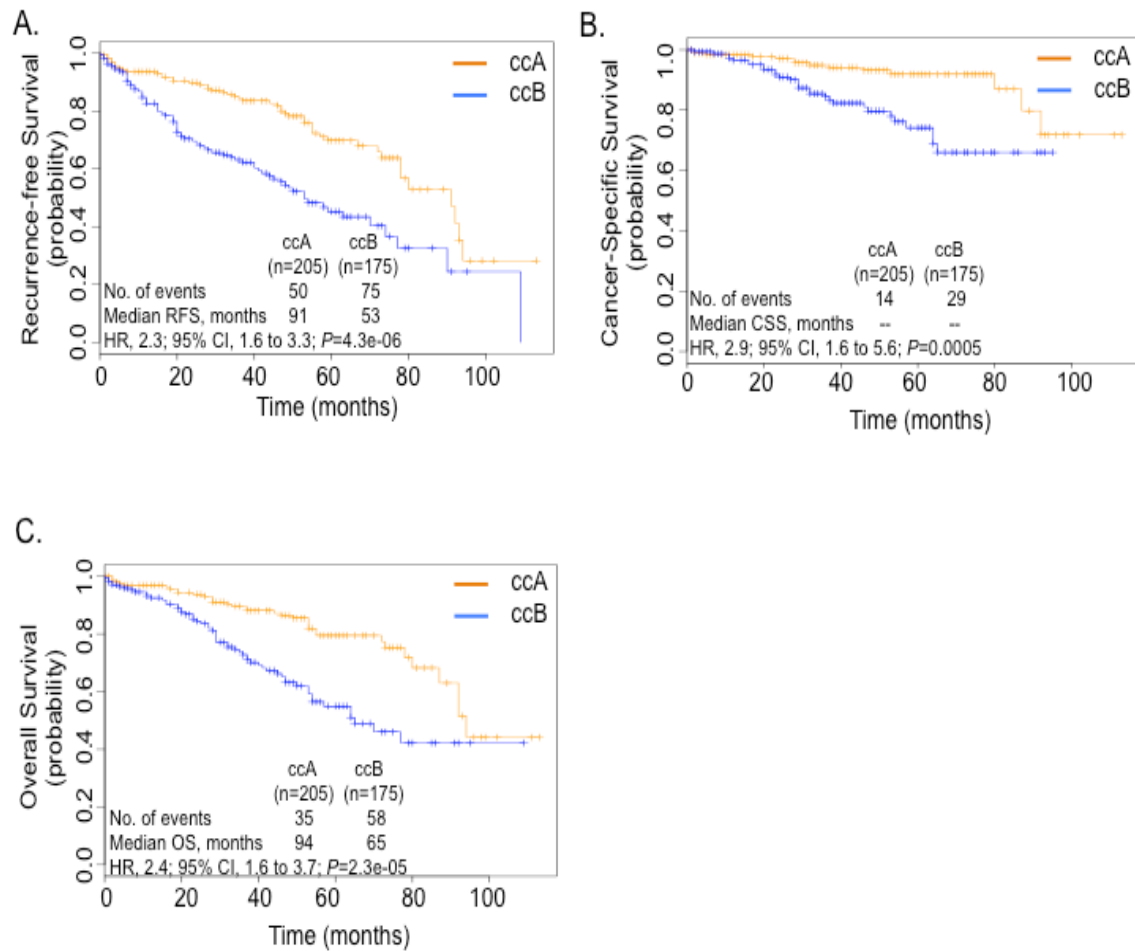 A.
Recurrence-free Survival
(probability)
1.0
0.8
0.6
0.4
0.2
0.0
ccA
ccB
ccA ccB
(n=205) (n=175)
No. of events 50 75
Median RFS, months 91 53
HR, 2.3; 95% CI, 1.6 to 3.3; P=4.3e-06
0 20 40 60 80 100
Time (months)
B.
Cancer-Specific Survival
(probability)
1.0
0.8
0.6
0.4
0.2
0.0
ccA
ccB
ccA ccB
(n=205) (n=175)
No. of events 14 29
Median CSS, months -- --
HR, 2.9; 95% CI, 1.6 to 5.6; P=0.0005
0 20 40 60 80 100
Time (months)
C.
Overall Survival
(probability)
1.0
0.8
0.6
0.4
0.2
0.0
ccA
ccB
ccA ccB
(n=205) (n=175)
No. of events 35 58
Median OS, months 94 65
HR, 2.4; 95% CI, 1.6 to 3.7; P=2.3e-05
0 20 40 60 80 100
Time (months)